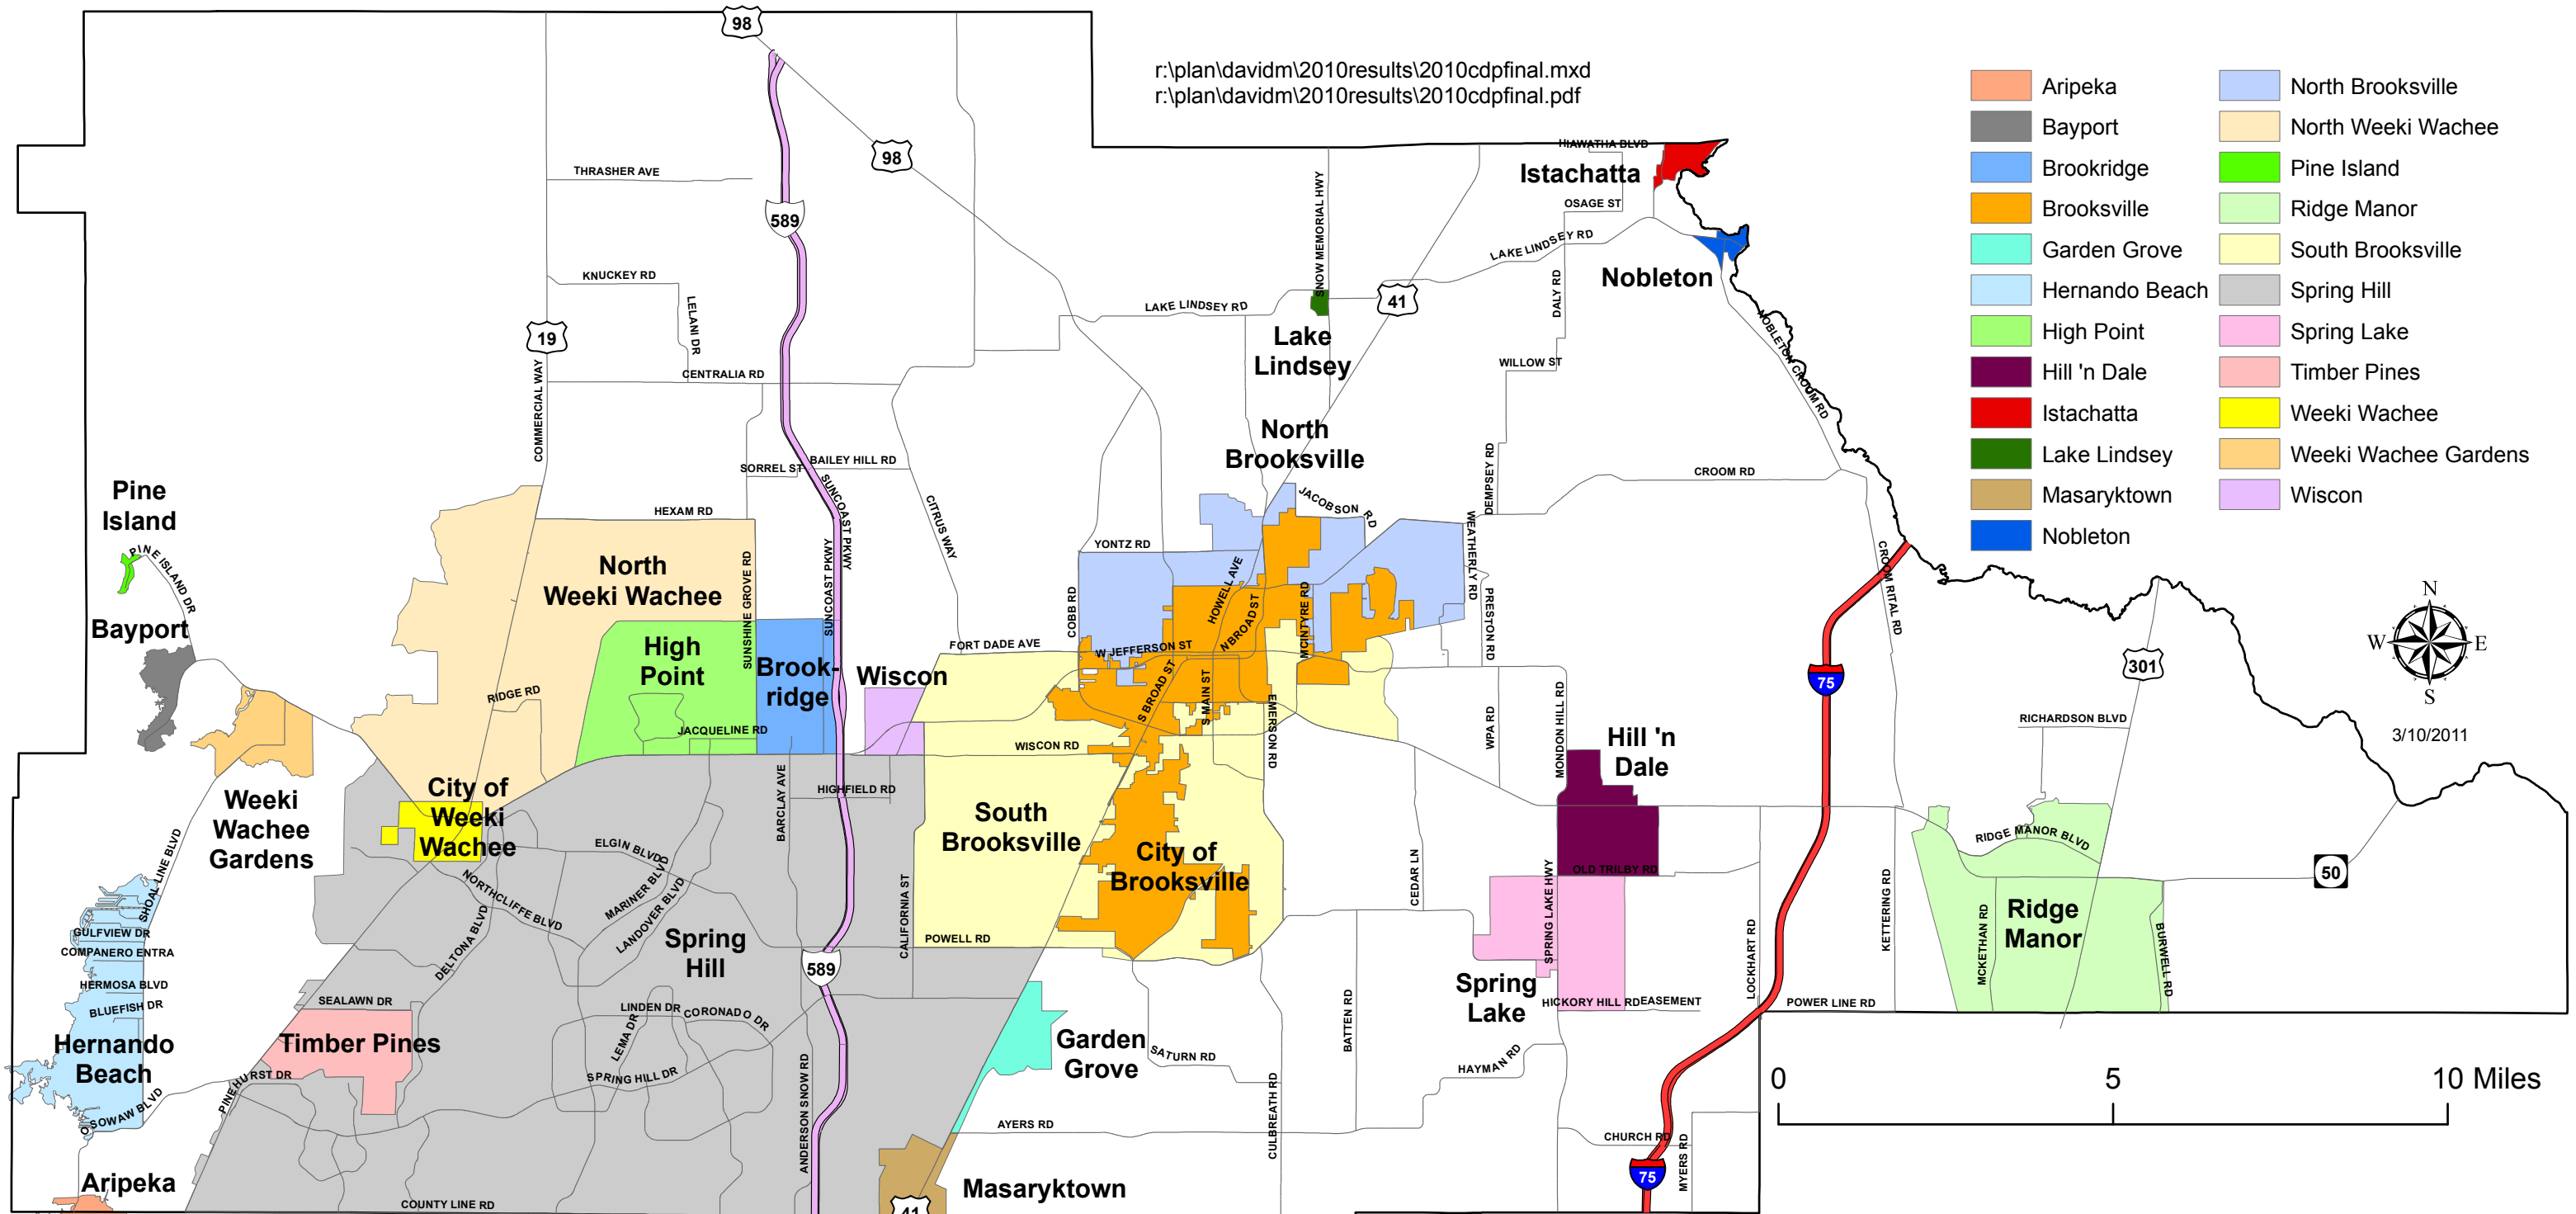 98
r:\plan\davidm\2010results\2010cdpfinal.mxd
r:\plan\davidm\2010results\2010cdpfinal.pdf
Aripeka
Bayport
Brookridge
Brooksville
Garden Grove
Hernando Beach
High Point
Hill 'n Dale
Istachatta
Lake Lindsey
Masaryktown
Nobleton
North Brooksville
North Weeki Wachee
Pine Island
Ridge Manor
South Brooksville
Spring Hill
Spring Lake
Timber Pines
Weeki Wachee
Weeki Wachee Gardens
Wiscon
98
HIAWATHA BLVD
THRASHER AVE
Istachatta
SNOW MEMORIAL HWY
OSAGE ST
589
LAKE LINDSEY RD
KNUCKEY RD
Nobleton
DALY RD
LELANI DR
LAKE LINDSEY RD
41
19
Lake
Lindsey
NOBLETON CROOM RD
COMMERCIAL WAY
CENTRALIA RD
WILLOW ST
North
Brooksville
SORREL ST
BAILEY HILL RD
DEMPSEY RD
CROOM RD
Pine
Island
SUNCOAST PKWY
CITRUS WAY
JACOBSON RD
HEXAM RD
WEATHERLY RD
PINE ISLAND DR
YONTZ RD
North
Weeki Wachee
SUNSHINE GROVE RD
SUNCOAST PKWY
COBB RD
HOWELL AVE
N BROAD ST
MCINTYRE RD
PRESTON RD
CROOM RITAL RD
N
W
E
S
3/10/2011
Bayport
High
Point
Brook-
ridge
Wiscon
FORT DADE AVE
W JEFFERSON ST
S BROAD ST
S MAIN ST
EMERSON RD
RIDGE RD
JACQUELINE RD
WISCON RD
WPA RD
MONDON HILL RD
75
301
RICHARDSON BLVD
Hill 'n
Dale
Weeki
Wachee
Gardens
City of
Weeki
Wachee
BARCLAY AVE
HIGHFIELD RD
South
Brooksville
City of
Brooksville
SHOAL LINE BLVD
ELGIN BLVD
MARINER BLVD
LANDOVER BLVD
NORTHCLIFFE BLVD
DELTONA BLVD
CALIFORNIA ST
CEDAR LN
SPRING LAKE HWY
OLD TRILBY RD
RIDGE MANOR BLVD
50
KETTERING RD
LOCKHART RD
Ridge
Manor
MCKETHAN RD
BURWELL RD
GULFVIEW DR
COMPANERO ENTRA
HERMOSA BLVD
BLUEFISH DR
Spring
Hill
POWELL RD
589
Spring
Lake
HICKORY HILL RD
EASEMENT
POWER LINE RD
SEALAWN DR
LINDEN DR
CORONADO DR
LEMA DR
Hernando
Beach
Timber Pines
Garden
Grove
SATURN RD
BATTEN RD
HAYMAN RD
0
5
10 Miles
PINEHURST DR
SPRING HILL DR
ANDERSON SNOW RD
OSOWAW BLVD
AYERS RD
CULBREATH RD
CHURCH RD
MYERS RD
75
Aripeka
Masaryktown
COUNTY LINE RD
41